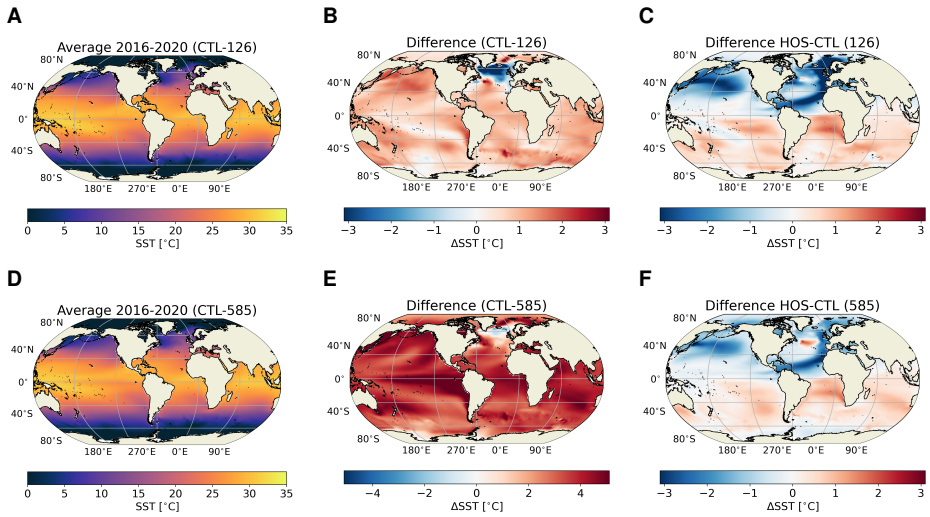 A
Average 2016-2020 (CTL-126)
80°N
40°N
0°
40°S
80°S
180°E 270°E 0°E 90°E
0 5 10 15 20 25 30 35
SST [°C]
B
Difference (CTL-126)
80°N
40°N
0°
40°S
80°S
180°E 270°E 0°E 90°E
−3 −2 −1 0 1 2 3
ΔSST [°C]
C
Difference HOS-CTL (126)
80°N
40°N
0°
40°S
80°S
180°E 270°E 0°E 90°E
−3 −2 −1 0 1 2 3
ΔSST [°C]
D
Average 2016-2020 (CTL-585)
80°N
40°N
0°
40°S
80°S
180°E 270°E 0°E 90°E
0 5 10 15 20 25 30 35
SST [°C]
E
Difference (CTL-585)
80°N
40°N
0°
40°S
80°S
180°E 270°E 0°E 90°E
−4 −2 0 2 4
ΔSST [°C]
F
Difference HOS-CTL (585)
80°N
40°N
0°
40°S
80°S
180°E 270°E 0°E 90°E
−3 −2 −1 0 1 2 3
ΔSST [°C]